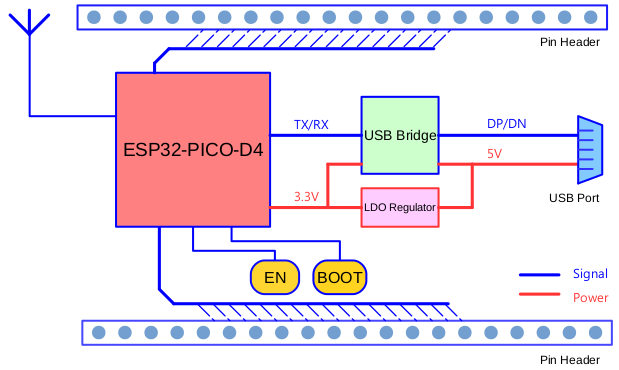 Pin Header
TX/RX
DP/DN
USB Bridge
ESP32-PICO-D4
5V
3.3V
LDO Regulator
USB Port
EN
BOOT
Signal
Power
Pin Header